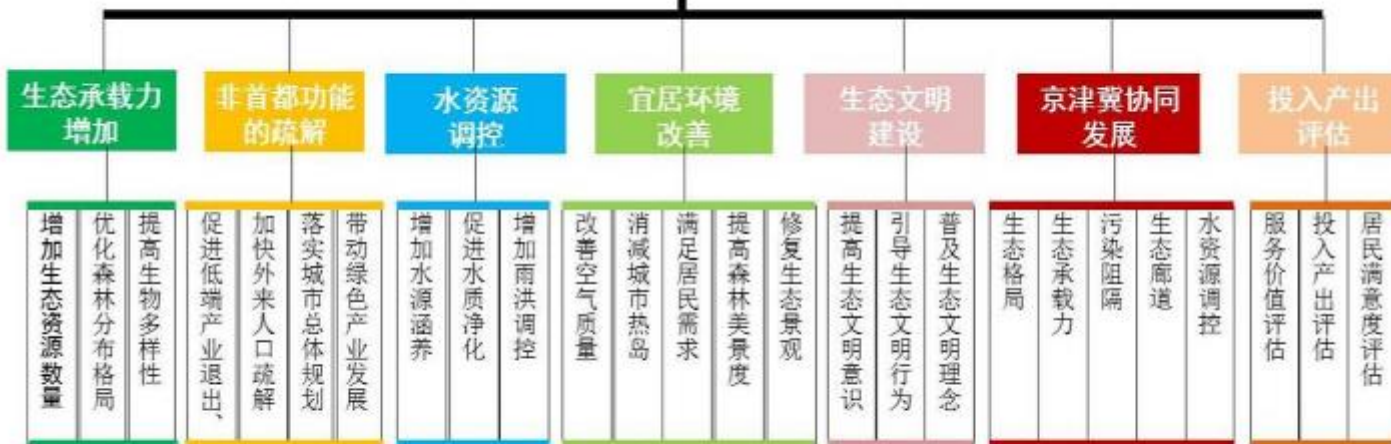 生态承载力
增加
非首都功能
的疏解
水资源
调控
宜居环境
改善
生态文明
建设
京津冀协同
发展
投入产出
评估
增加生态资源数量
优化森林分布格局
提高生物多样性
促进低端产业退出、
加快外来人口疏解
落实城市总体规划
带动绿色产业发展
增加水源涵养
促进水质净化
增加雨洪调控
改善空气质量
消减城市热岛
满足居民需求
提高森林美景度
修复生态景观
提高生态文明意识
引导生态文明行为
普及生态文明理念
生态格局
生态承载力
污染阻隔
生态廊道
水资源调控
服务价值评估
投入产出评估
居民满意度评估